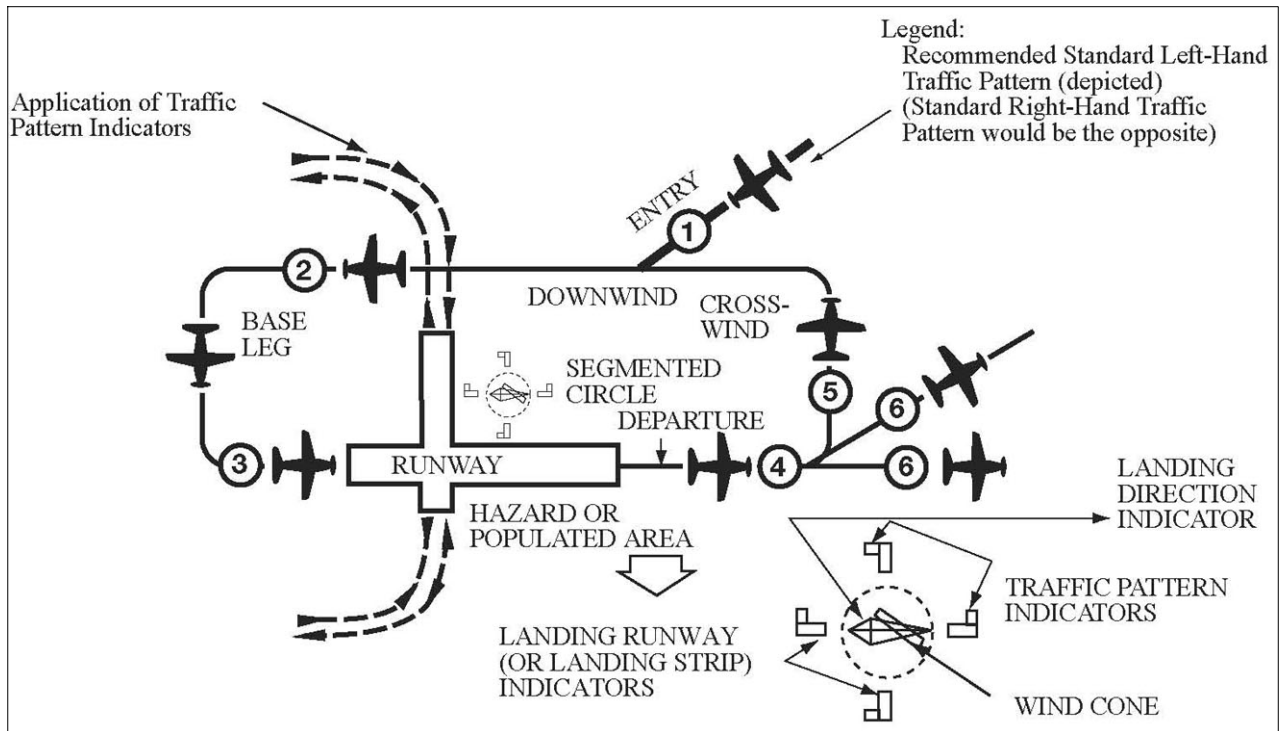 Legend:
Recommended Standard Left-Hand
Traffic Pattern (depicted)
(Standard Right-Hand Traffic
Pattern would be the opposite)
Application of Traffic
Pattern Indicators
ENTRY
1
2
DOWNWIND
CROSS-
WIND
BASE
LEG
SEGMENTED
CIRCLE
5
6
DEPARTURE
3
RUNWAY
4
6
HAZARD OR
POPULATED AREA
LANDING
DIRECTION
INDICATOR
TRAFFIC PATTERN
INDICATORS
LANDING RUNWAY
(OR LANDING STRIP)
INDICATORS
WIND CONE